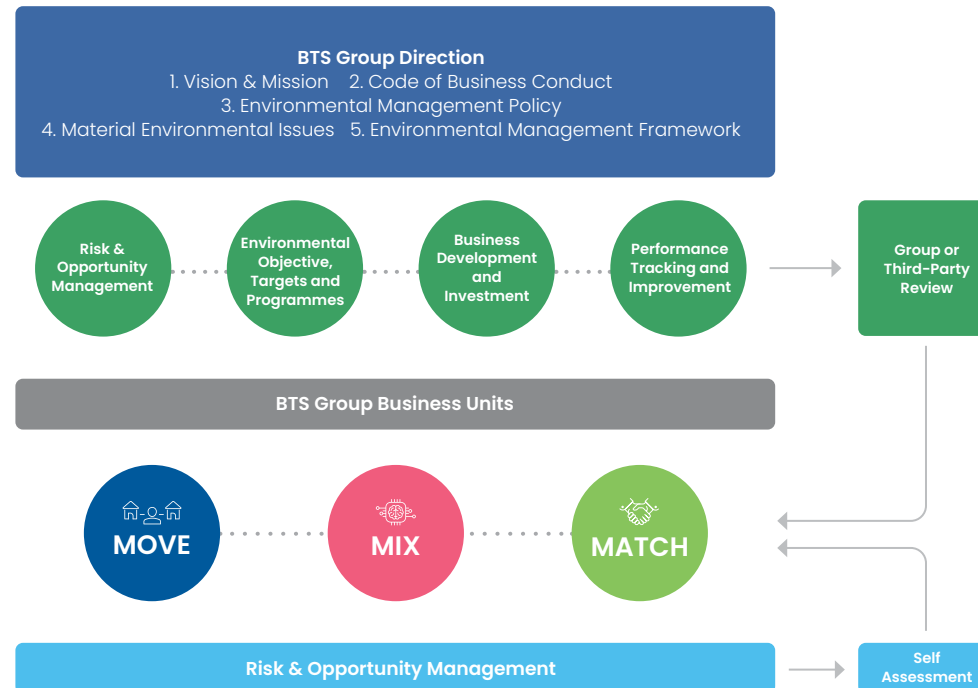 BTS Group Direction
1. Vision & Mission 2. Code of Business Conduct
3. Environmental Management Policy
4. Material Environmental Issues 5. Environmental Management Framework
Risk &
Opportunity
Management
Environmental
Objective,
Targets and
Programmes
Business
Development
and
Investment
Performance
Tracking and
Improvement
Group or
Third-Party
Review
BTS Group Business Units
MOVE
MIX
MATCH
Risk & Opportunity Management
Self
Assessment